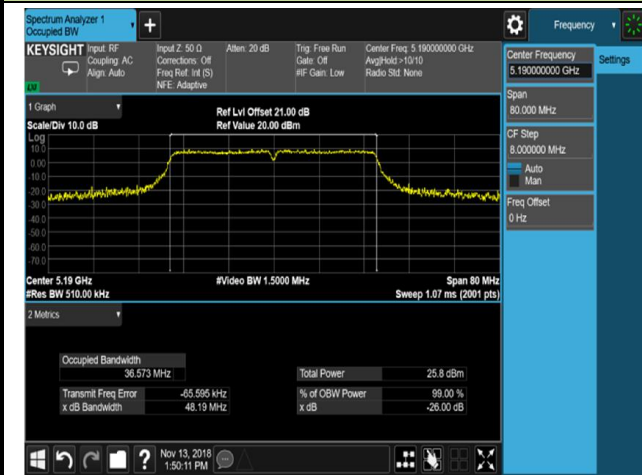 Spectrum Analyzer 1
Occupied BW
+
Frequency
KEYSIGHT
Input: RF
Coupling: AC
Align: Auto
Input Z: 50 Ω
Corrections: Off
Freq Ref: Int (S)
NFE: Adaptive
Atten: 20 dB
Trig: Free Run
Gate: Off
#IF Gain: Low
Center Freq: 5.190000000 GHz
Avg|Hold:>10/10
Radio Std: None
LXI
Center Frequency
5.190000000 GHz
Settings
Span
80.000 MHz
CF Step
8.000000 MHz
Auto
Man
Freq Offset
0 Hz
1 Graph
Scale/Div 10.0 dB
Ref Lvl Offset 21.00 dB
Ref Value 20.00 dBm
Log
10.0
0.00
-10.0
-20.0
-30.0
-40.0
-50.0
-60.0
-70.0
Center 5.19 GHz
#Res BW 510.00 kHz
#Video BW 1.5000 MHz
Span 80 MHz
Sweep 1.07 ms (2001 pts)
2 Metrics
Occupied Bandwidth
36.573 MHz
Total Power 25.8 dBm
Transmit Freq Error -65.595 kHz
% of OBW Power 99.00 %
x dB Bandwidth 48.19 MHz
x dB -26.00 dB
?
Nov 13, 2018
1:50:11 PM